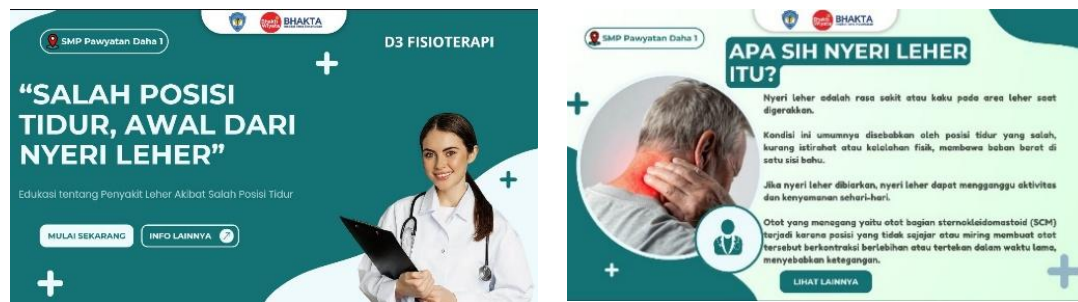 SMP Pawyatan Daha 1
BHAKTA
D3 FISIOTERAPI
“SALAH POSISI
TIDUR, AWAL DARI
NYERI LEHER”
Edukasi tentang Penyakit Leher Akibat Salah Posisi Tidur
MULAI SEKARANG
INFO LAINNYA
SMP Pawyatan Daha 1
BHAKTA
APA SIH NYERI LEHER
ITU?
Nyeri leher adalah rasa sakit atau kaku pada area leher saat
digerakkan.
Kondisi ini umumnya disebabkan oleh posisi tidur yang salah,
kurang istirahat atau kelelahan fisik, membawa beban berat di
satu sisi bahu.
Jika nyeri leher dibiarkan, nyeri leher dapat mengganggu aktivitas
dan kenyamanan sehari-hari.
Otot yang menegang yaitu otot bagian sternokleidomastoid (SCM)
terjadi karena posisi yang tidak sejajar atau miring membuat otot
tersebut berkontraksi berlebihan atau tertekan dalam waktu lama,
menyebabkan ketegangan.
LIHAT LAINNYA